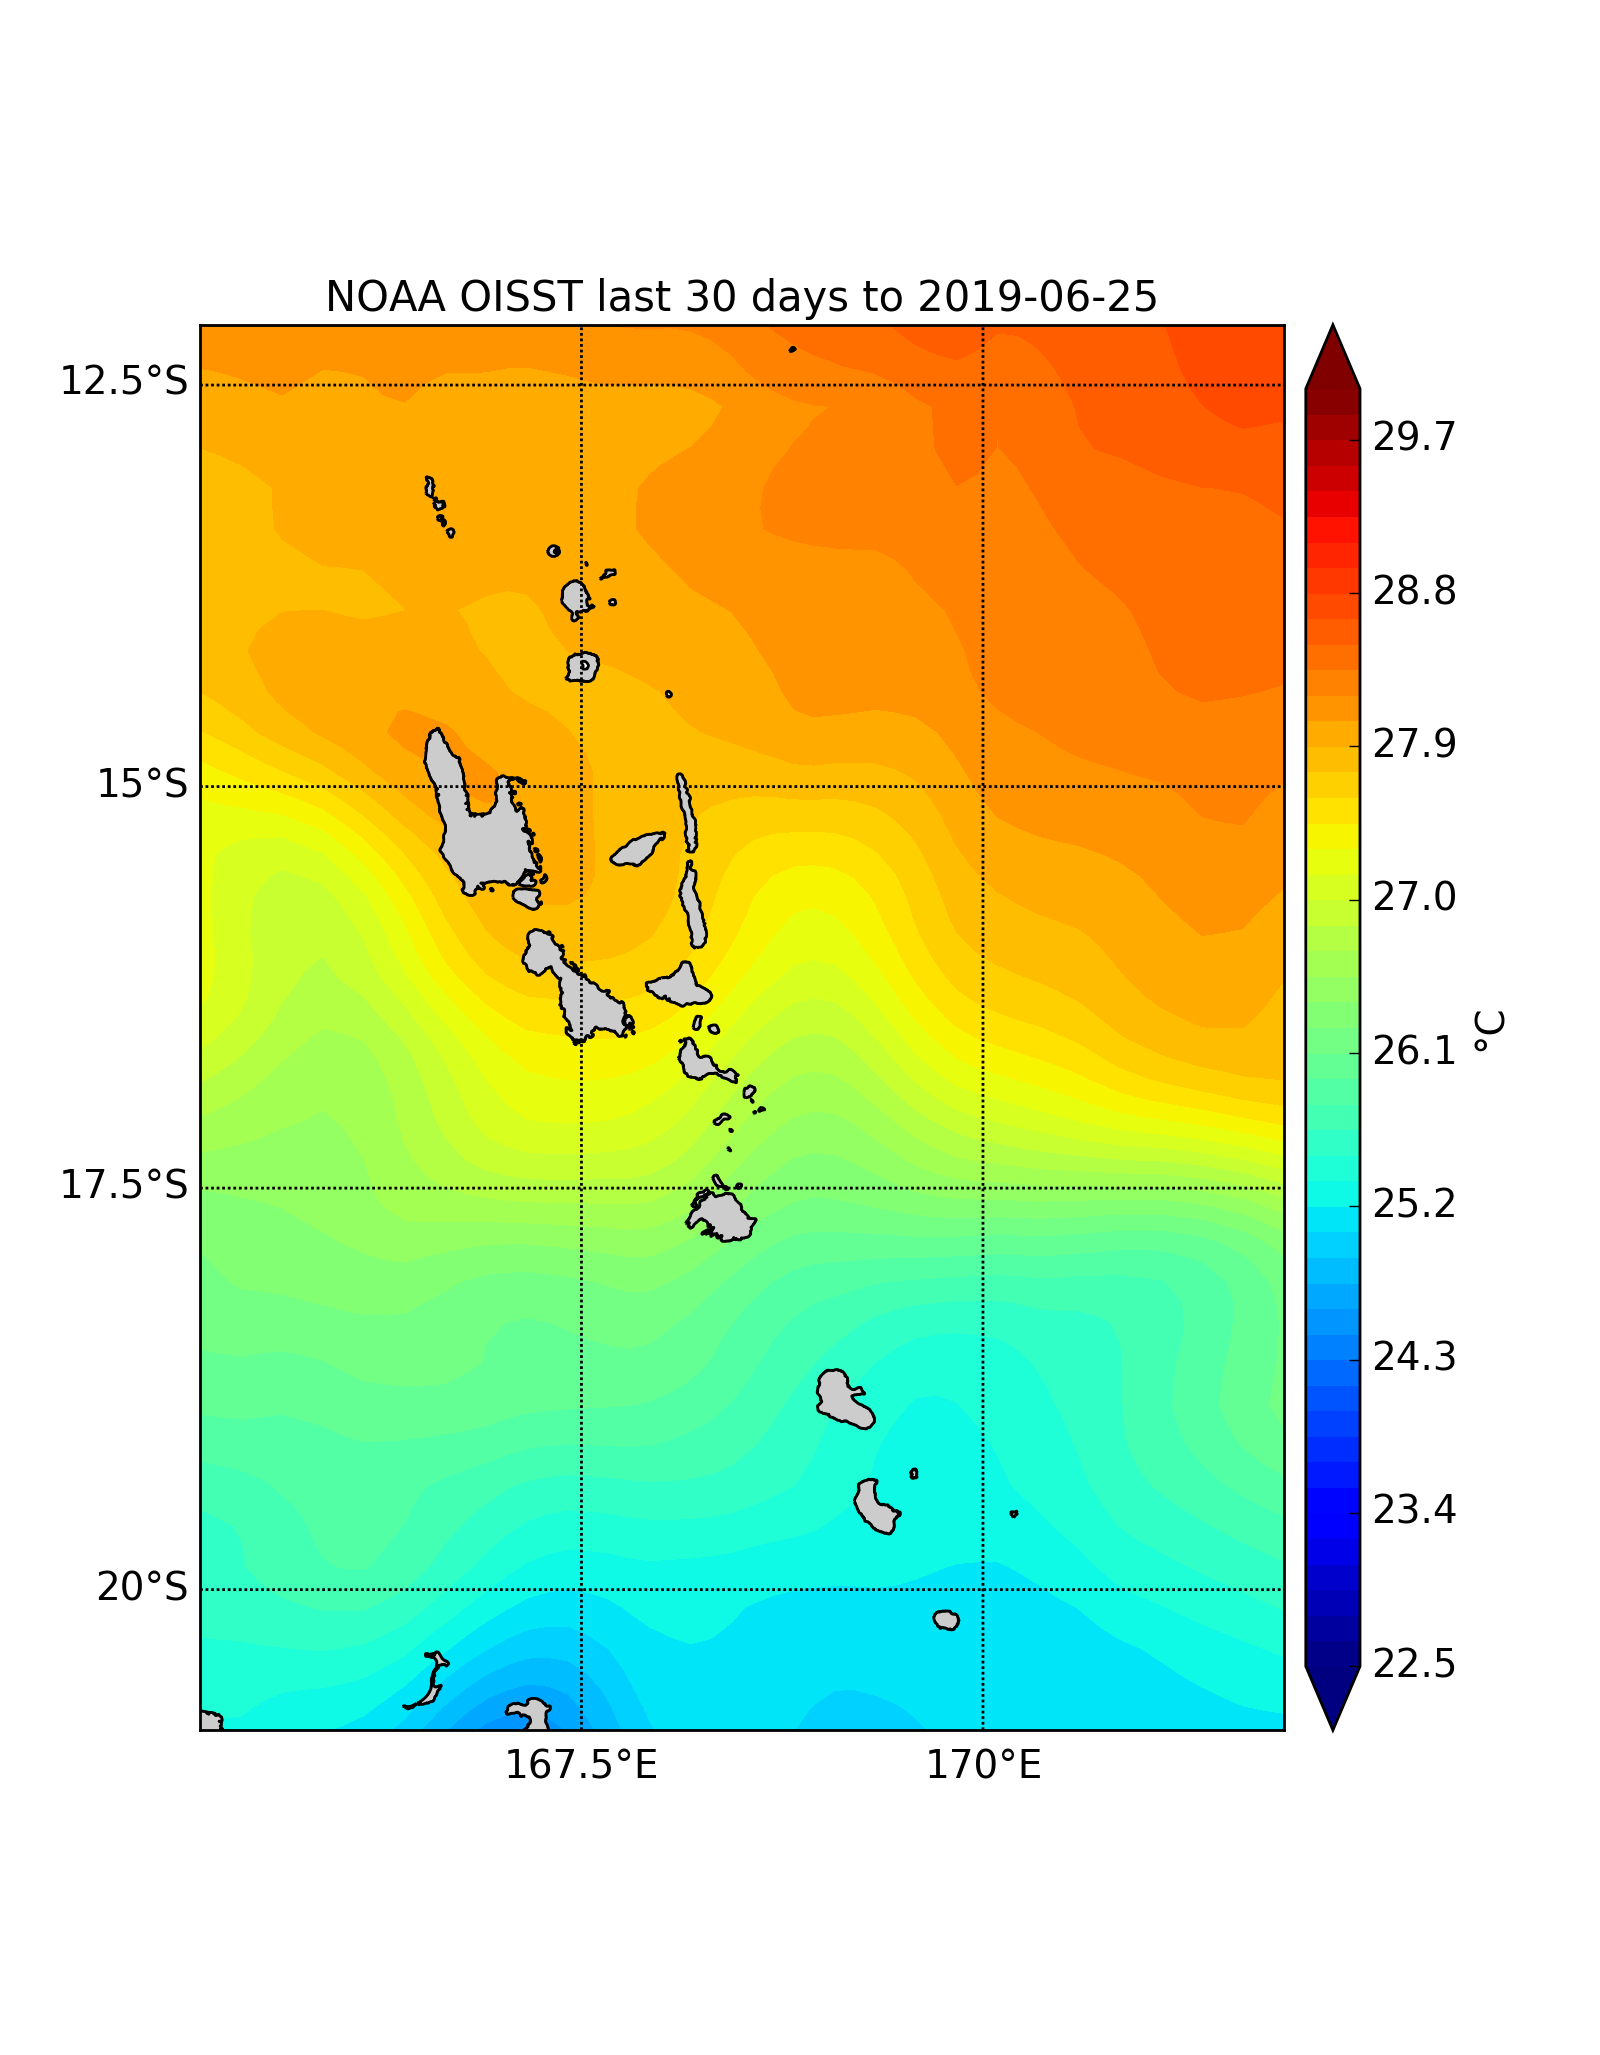 NOAA OISST last 30 days to 2019-06-25
12.5°S
15°S
17.5°S
20°S
167.5°E
170°E
29.7
28.8
27.9
27.0
26.1
25.2
24.3
23.4
22.5
°C